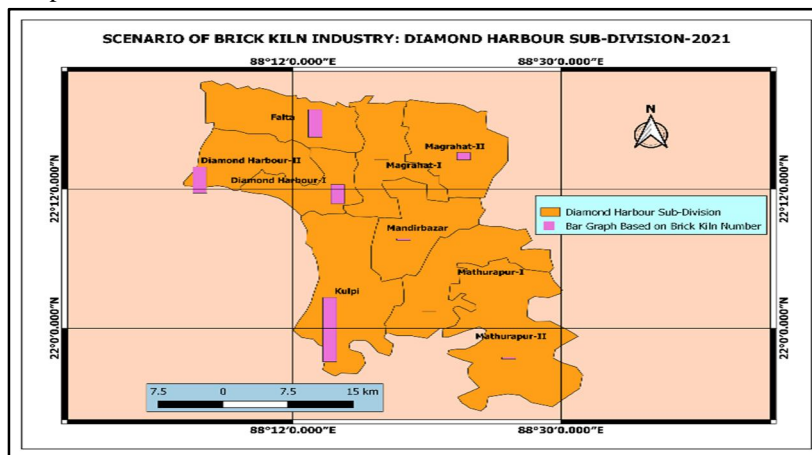 SCENARIO OF BRICK KILN INDUSTRY: DIAMOND HARBOUR SUB-DIVISION-2021
88°12'0.000"E
88°30'0.000"E
N
Falta
Magrahat-II
Magrahat-I
Diamond Harbour-II
Diamond Harbour-I
22°12'0.000"N
22°12'0.000"N
Diamond Harbour Sub-Division
Bar Graph Based on Brick Kiln Number
Mandirbazar
Mathurapur-I
Kulpi
22°0'0.000"N
22°0'0.000"N
Mathurapur-II
7.5 0 7.5 15 km
88°12'0.000"E
88°30'0.000"E